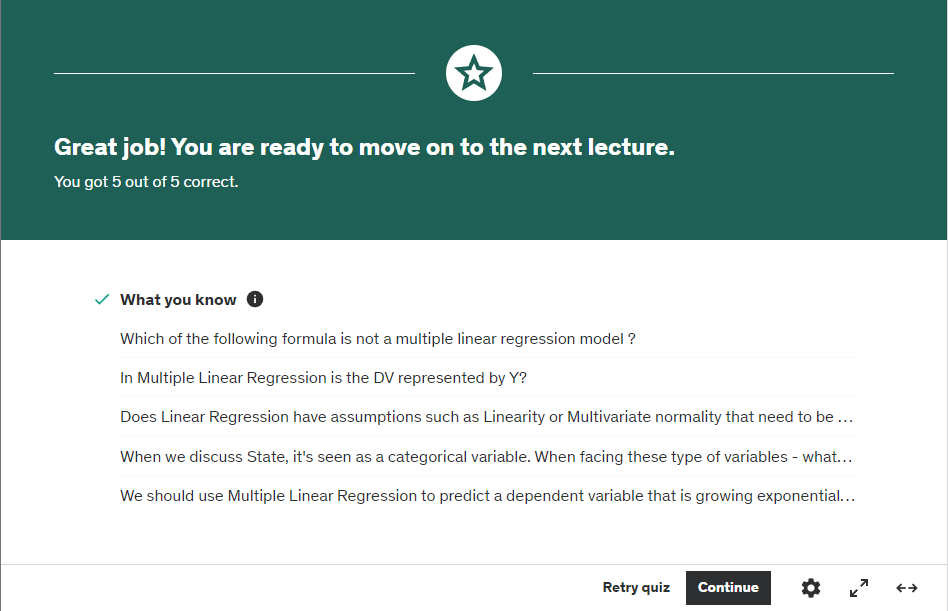 Great job! You are ready to move on to the next lecture.
You got 5 out of 5 correct.
What you know
Which of the following formula is not a multiple linear regression model ?
In Multiple Linear Regression is the DV represented by Y?
Does Linear Regression have assumptions such as Linearity or Multivariate normality that need to be ...
When we discuss State, it's seen as a categorical variable. When facing these type of variables - what...
We should use Multiple Linear Regression to predict a dependent variable that is growing exponential...
Retry quiz
Continue